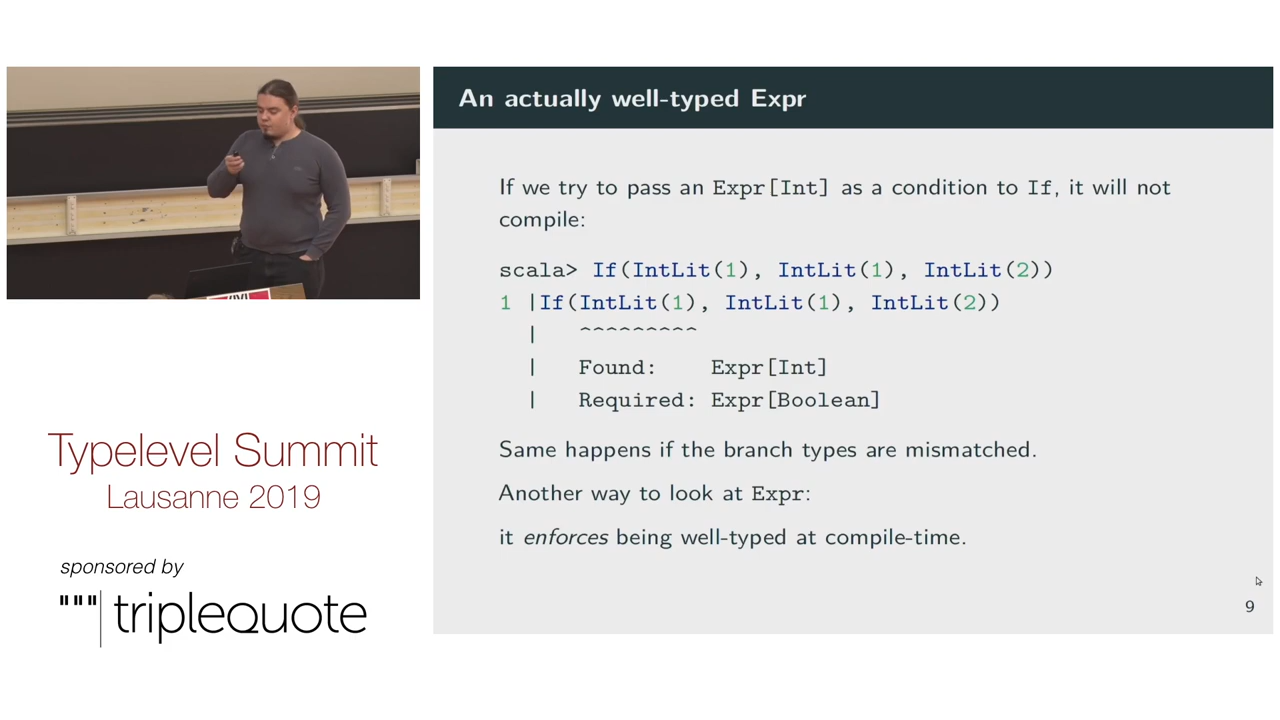 An actually well-typed Expr
If we try to pass an Expr[Int] as a condition to If, it will not
compile:
scala> If(IntLit(1), IntLit(1), IntLit(2))
1 |If(IntLit(1), IntLit(1), IntLit(2))
| ^^^^^^^^^
| Found: Expr[Int]
| Required: Expr[Boolean]
Same happens if the branch types are mismatched.
Another way to look at Expr:
it enforces being well-typed at compile-time.
9
Typelevel Summit
Lausanne 2019
sponsored by
"""|triplequote